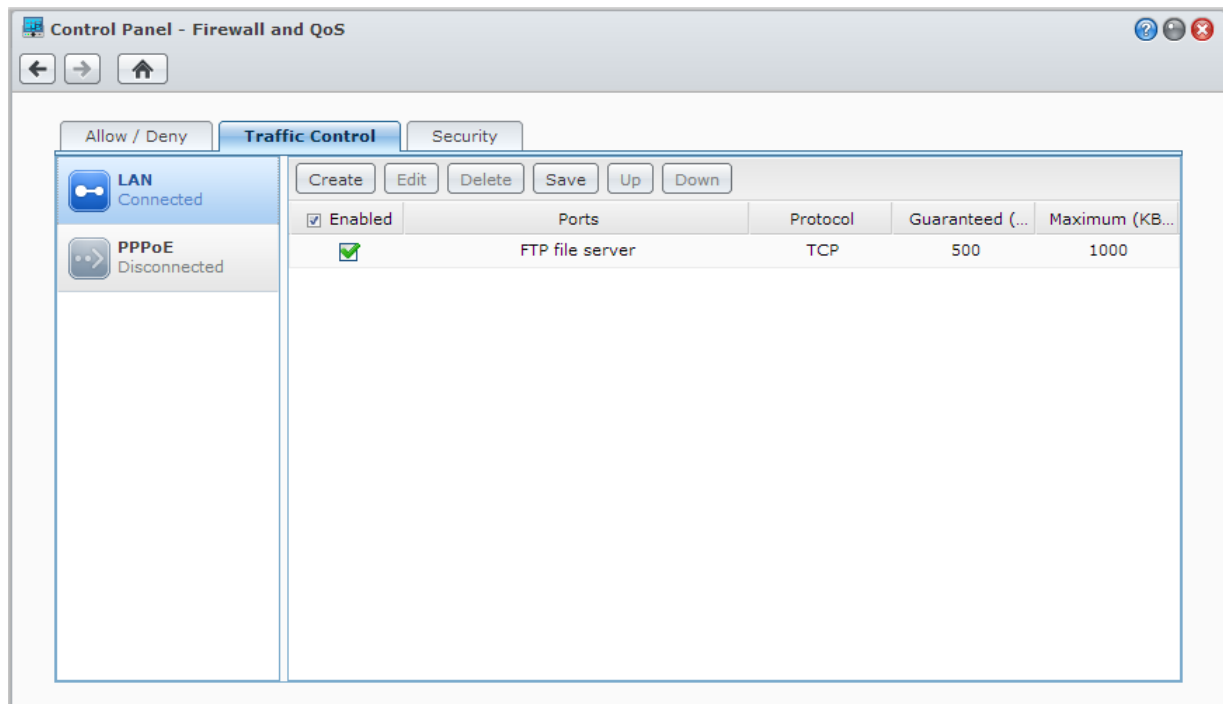 Control Panel - Firewall and QoS
Allow / Deny Traffic Control Security
LAN
Connected
PPPoE
Disconnected
Create Edit Delete Save Up Down
Enabled Ports Protocol Guaranteed (... Maximum (KB...
FTP file server TCP 500 1000